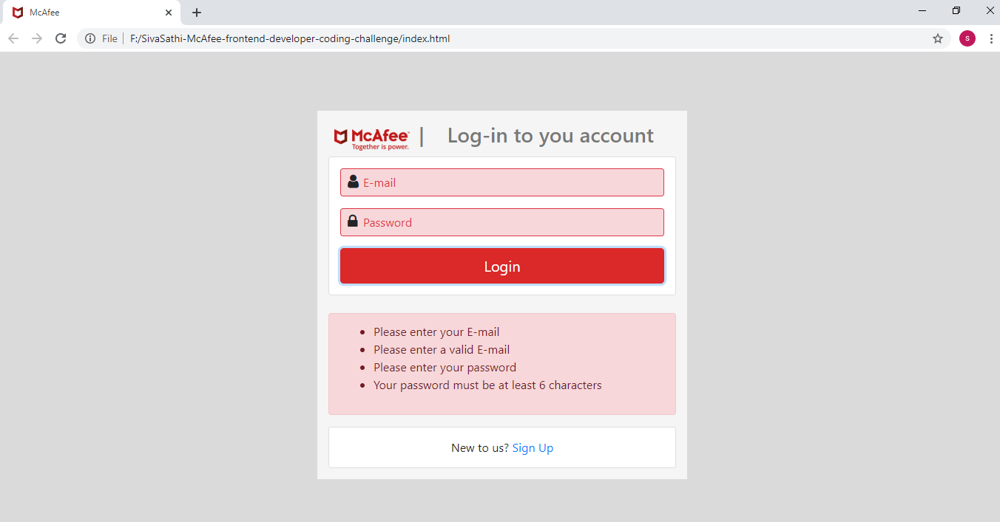 McAfee
File | F:/SivaSathi-McAfee-frontend-developer-coding-challenge/index.html
S
McAfee™ | Log-in to you account
Together is power.
E-mail
Password
Login
Please enter your E-mail
Please enter a valid E-mail
Please enter your password
Your password must be at least 6 characters
New to us? Sign Up